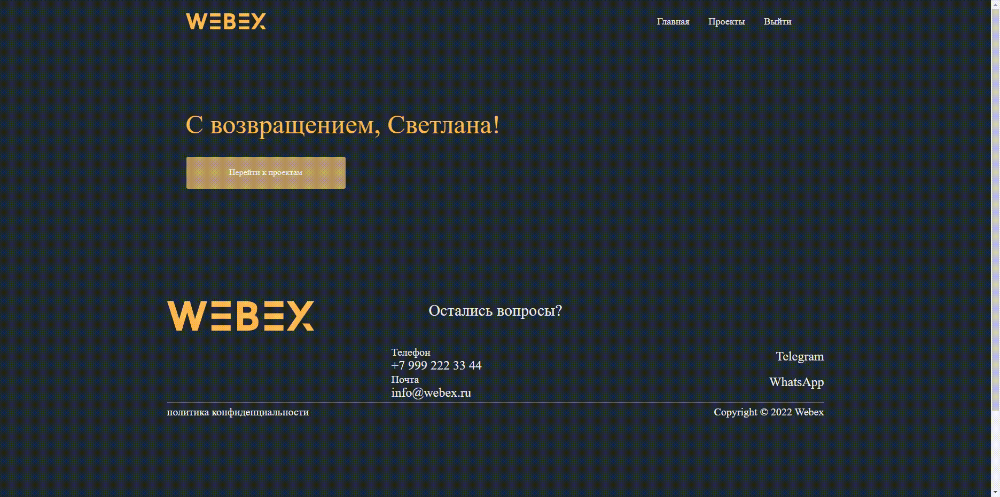 WEBEX
Главная Проекты Выйти
С возвращением, Светлана!
Перейти к проектам
WEBEX
Остались вопросы?
Телефон
+7 999 222 33 44
Почта
info@webex.ru
Telegram
WhatsApp
политика конфиденциальности
Copyright © 2022 Webex